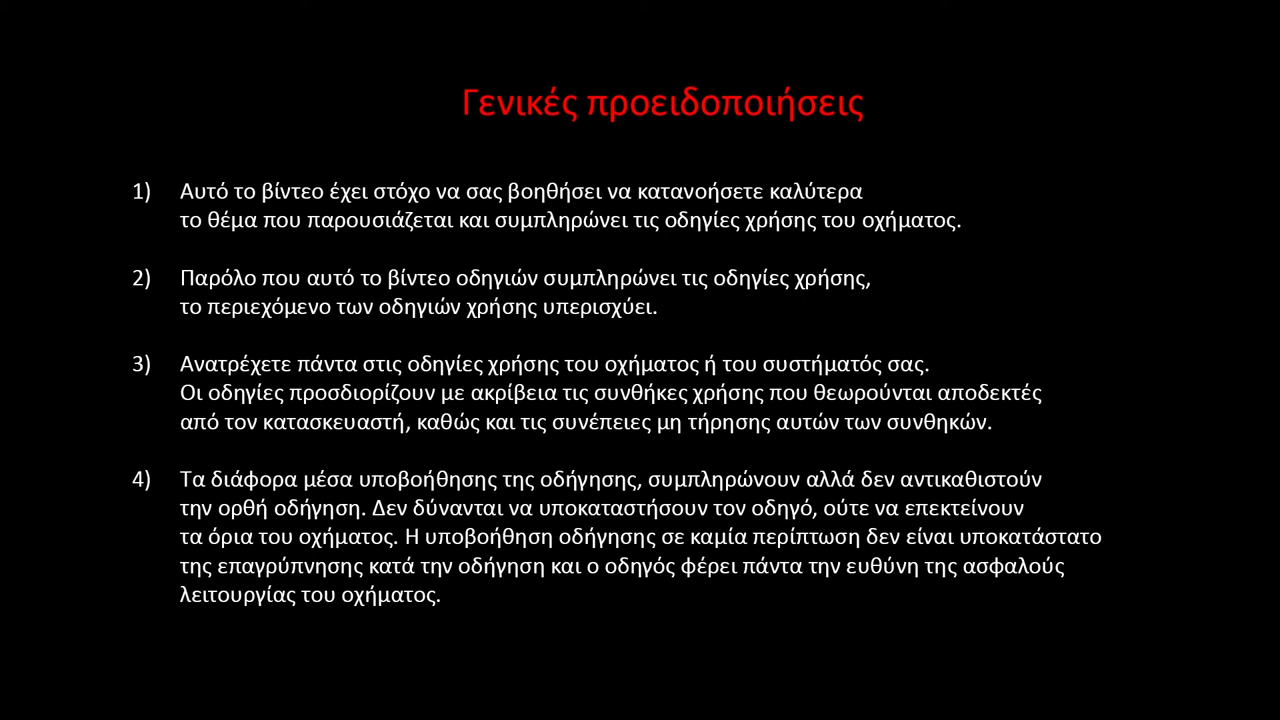 Γενικές προειδοποιήσεις
1) Αυτό το βίντεο έχει στόχο να σας βοηθήσει να κατανοήσετε καλύτερα
το θέμα που παρουσιάζεται και συμπληρώνει τις οδηγίες χρήσης του οχήματος.
2) Παρόλο που αυτό το βίντεο οδηγιών συμπληρώνει τις οδηγίες χρήσης,
το περιεχόμενο των οδηγιών χρήσης υπερισχύει.
3) Ανατρέχετε πάντα στις οδηγίες χρήσης του οχήματος ή του συστήματός σας.
Οι οδηγίες προσδιορίζουν με ακρίβεια τις συνθήκες χρήσης που θεωρούνται αποδεκτές
από τον κατασκευαστή, καθώς και τις συνέπειες μη τήρησης αυτών των συνθηκών.
4) Τα διάφορα μέσα υποβοήθησης της οδήγησης, συμπληρώνουν αλλά δεν αντικαθιστούν
την ορθή οδήγηση. Δεν δύνανται να υποκαταστήσουν τον οδηγό, ούτε να επεκτείνουν
τα όρια του οχήματος. Η υποβοήθηση οδήγησης σε καμία περίπτωση δεν είναι υποκατάστατο
της επαγρύπνησης κατά την οδήγηση και ο οδηγός φέρει πάντα την ευθύνη της ασφαλούς
λειτουργίας του οχήματος.